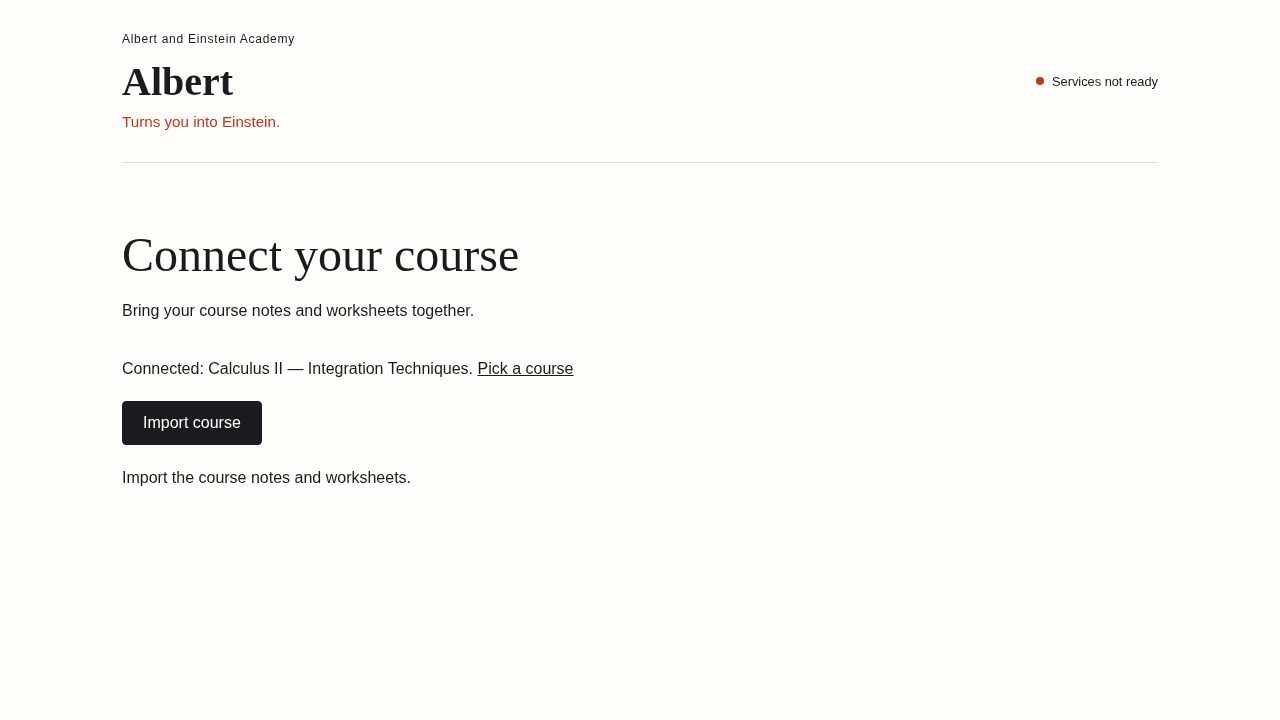 Albert and Einstein Academy
Albert
Services not ready
Turns you into Einstein.
Connect your course
Bring your course notes and worksheets together.
Connected: Calculus II — Integration Techniques. Pick a course
Import course
Import the course notes and worksheets.